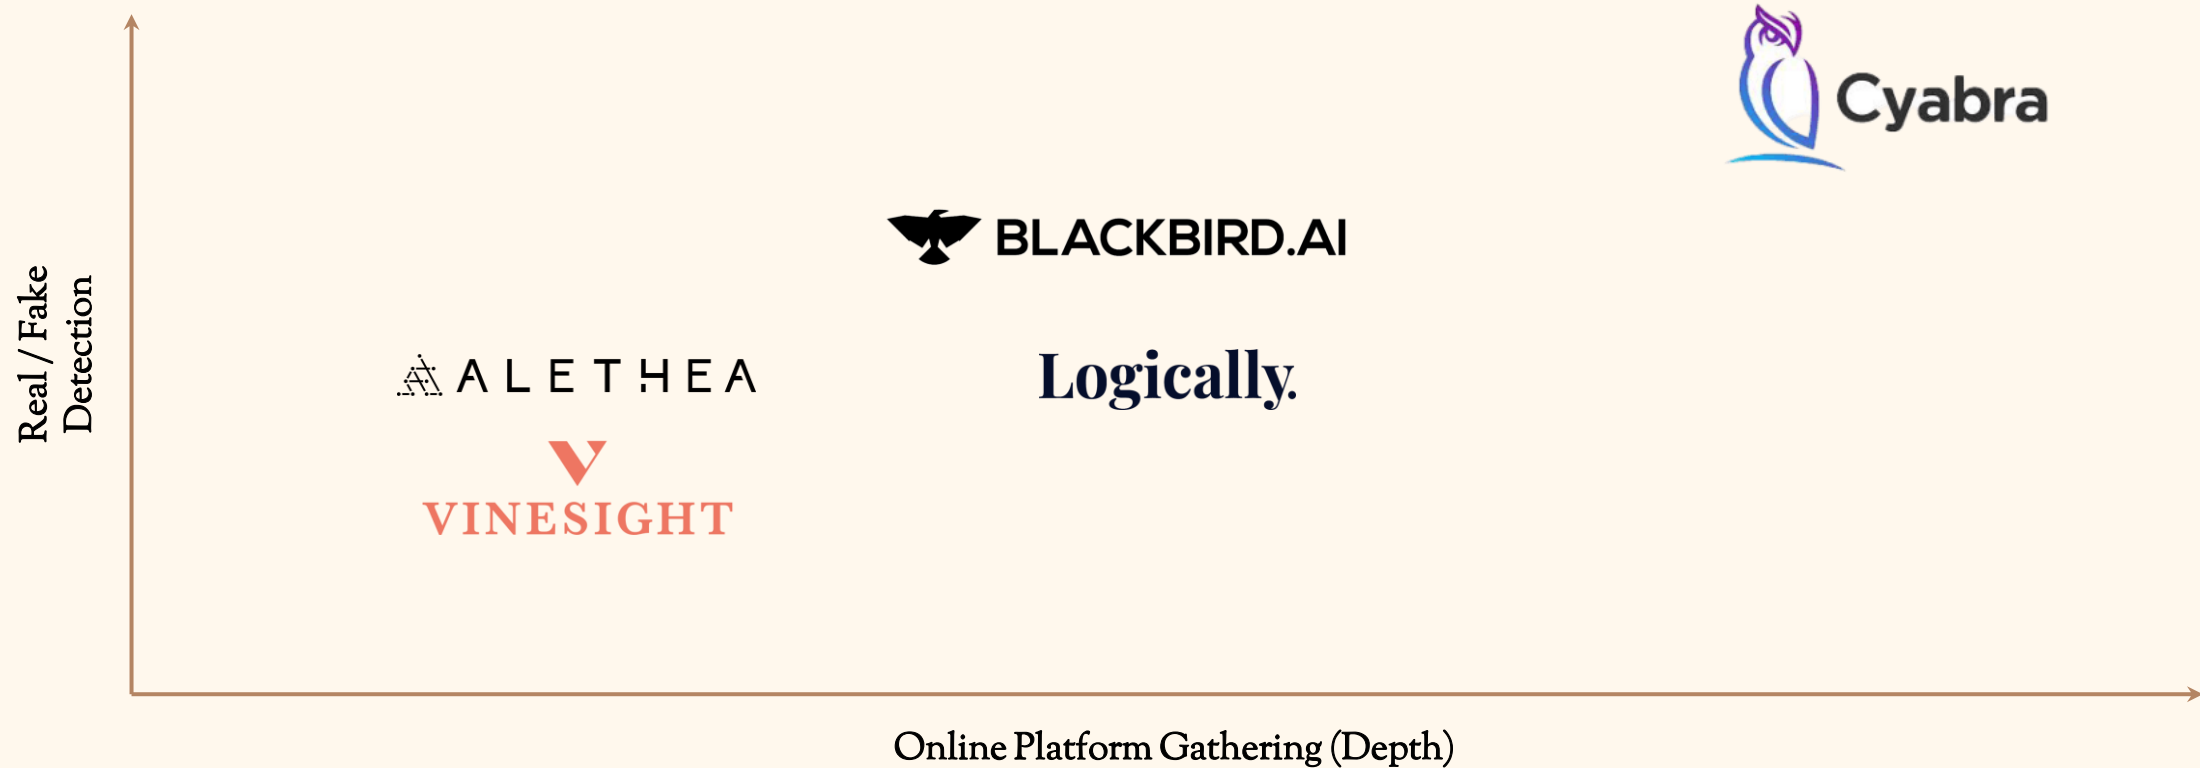 Cyabra
BLACKBIRD.AI
ALETHEA
Logically.
VINESIGHT
Real / Fake
Detection
Online Platform Gathering (Depth)